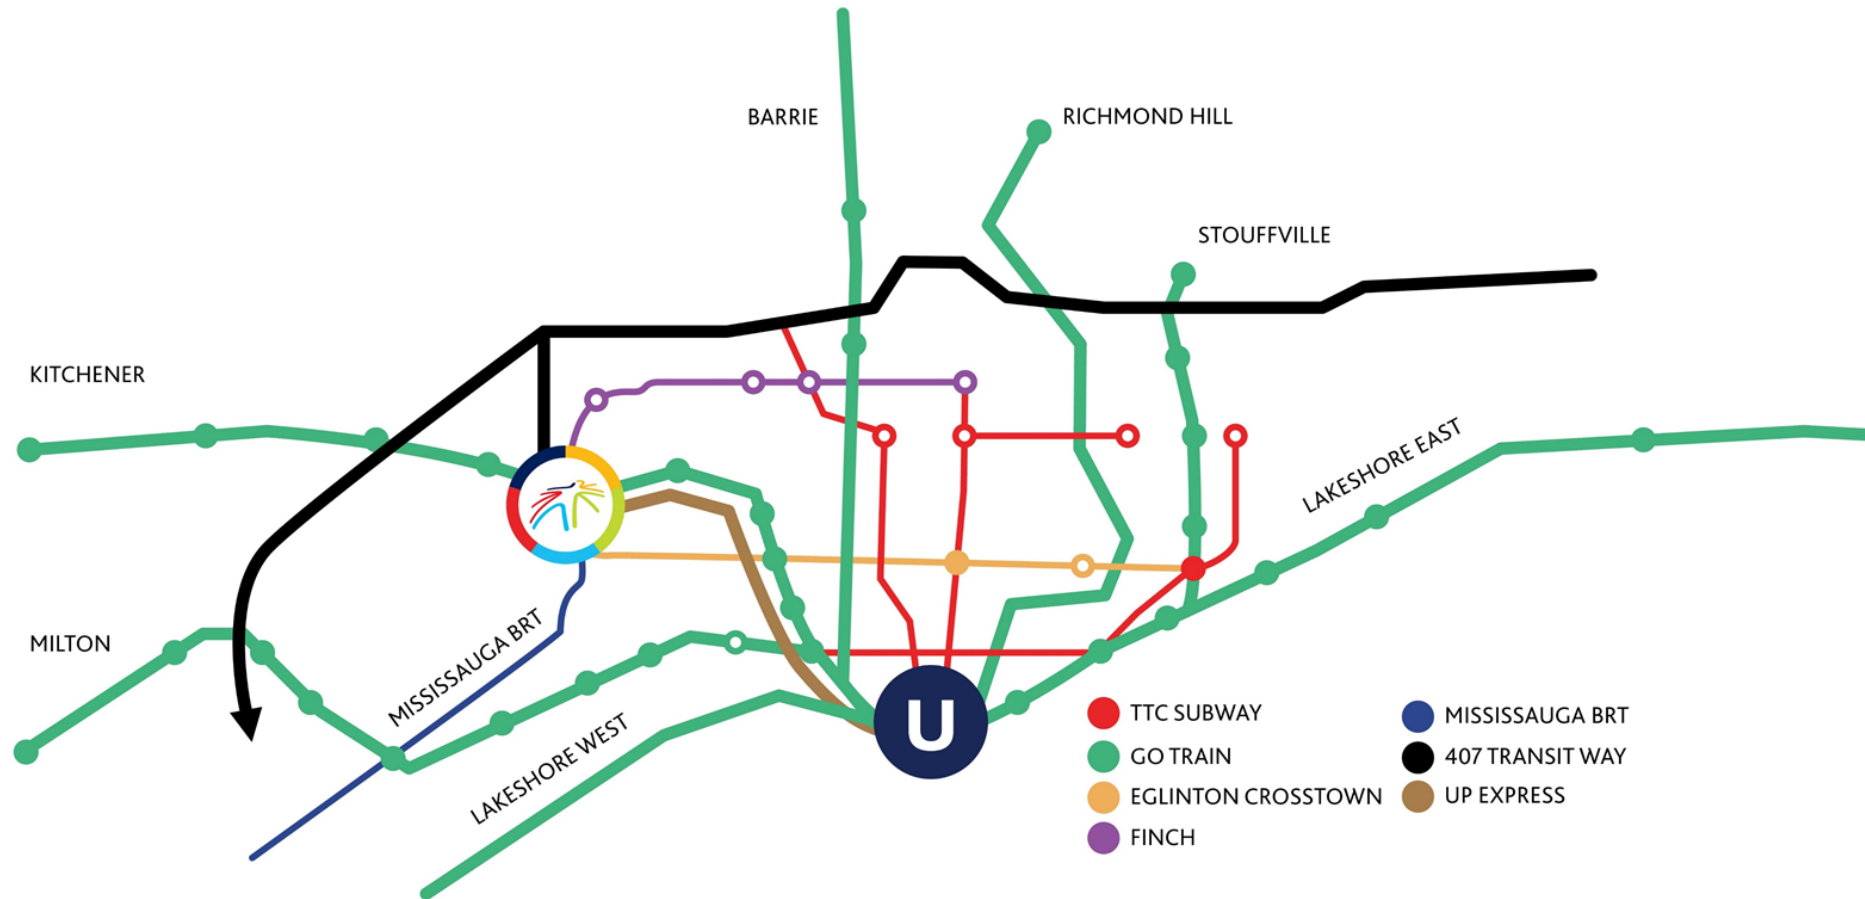 BARRIE
RICHMOND HILL
STOUFFVILLE
KITCHENER
LAKESHORE EAST
MILTON
MISSISSAUGA BRT
LAKESHORE WEST
U
TTC SUBWAY
GO TRAIN
EGLINTON CROSSTOWN
FINCH
MISSISSAUGA BRT
407 TRANSIT WAY
UP EXPRESS